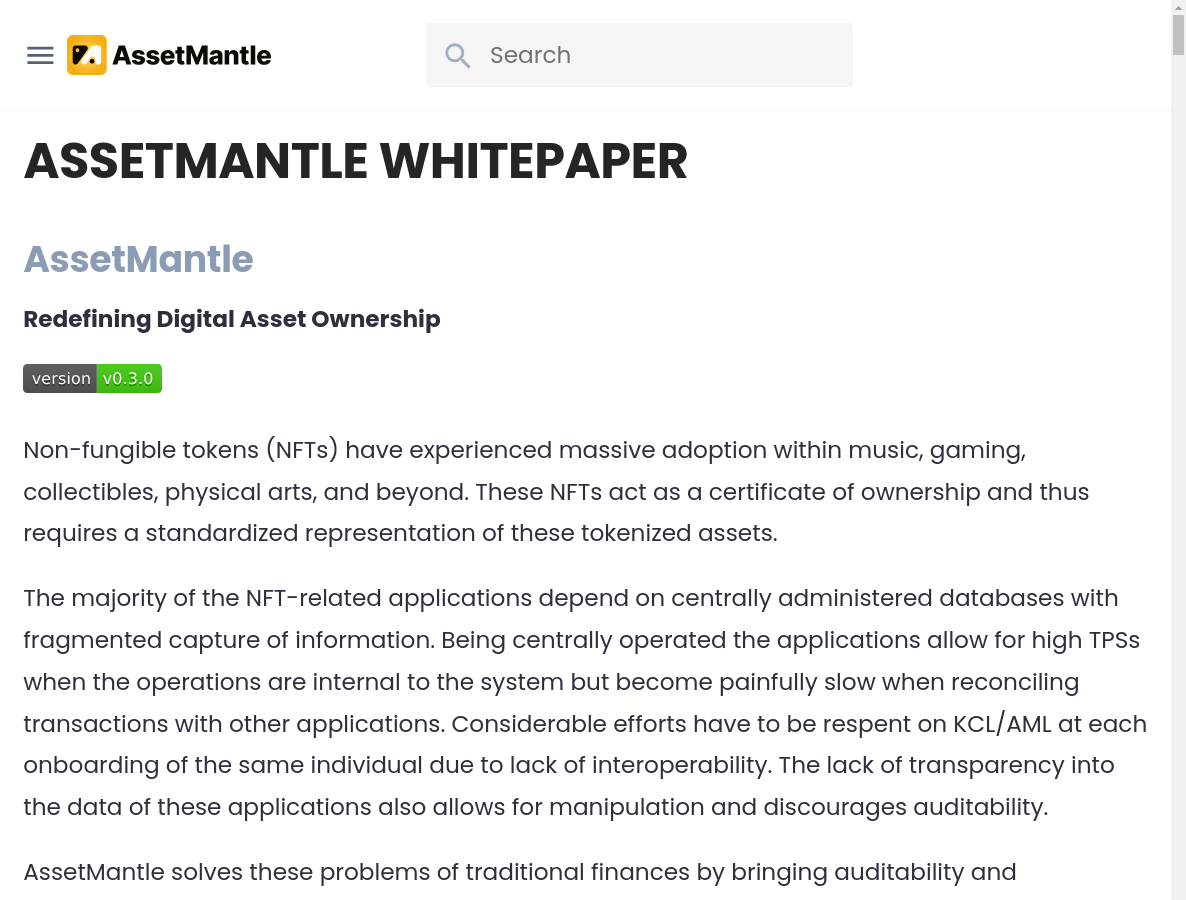 AssetMantle
Search
ASSETMANTLE WHITEPAPER
AssetMantle
Redefining Digital Asset Ownership
version v0.3.0
Non-fungible tokens (NFTs) have experienced massive adoption within music, gaming,
collectibles, physical arts, and beyond. These NFTs act as a certificate of ownership and thus
requires a standardized representation of these tokenized assets.
The majority of the NFT-related applications depend on centrally administered databases with
fragmented capture of information. Being centrally operated the applications allow for high TPSs
when the operations are internal to the system but become painfully slow when reconciling
transactions with other applications. Considerable efforts have to be respent on KCL/AML at each
onboarding of the same individual due to lack of interoperability. The lack of transparency into
the data of these applications also allows for manipulation and discourages auditability.
AssetMantle solves these problems of traditional finances by bringing auditability and